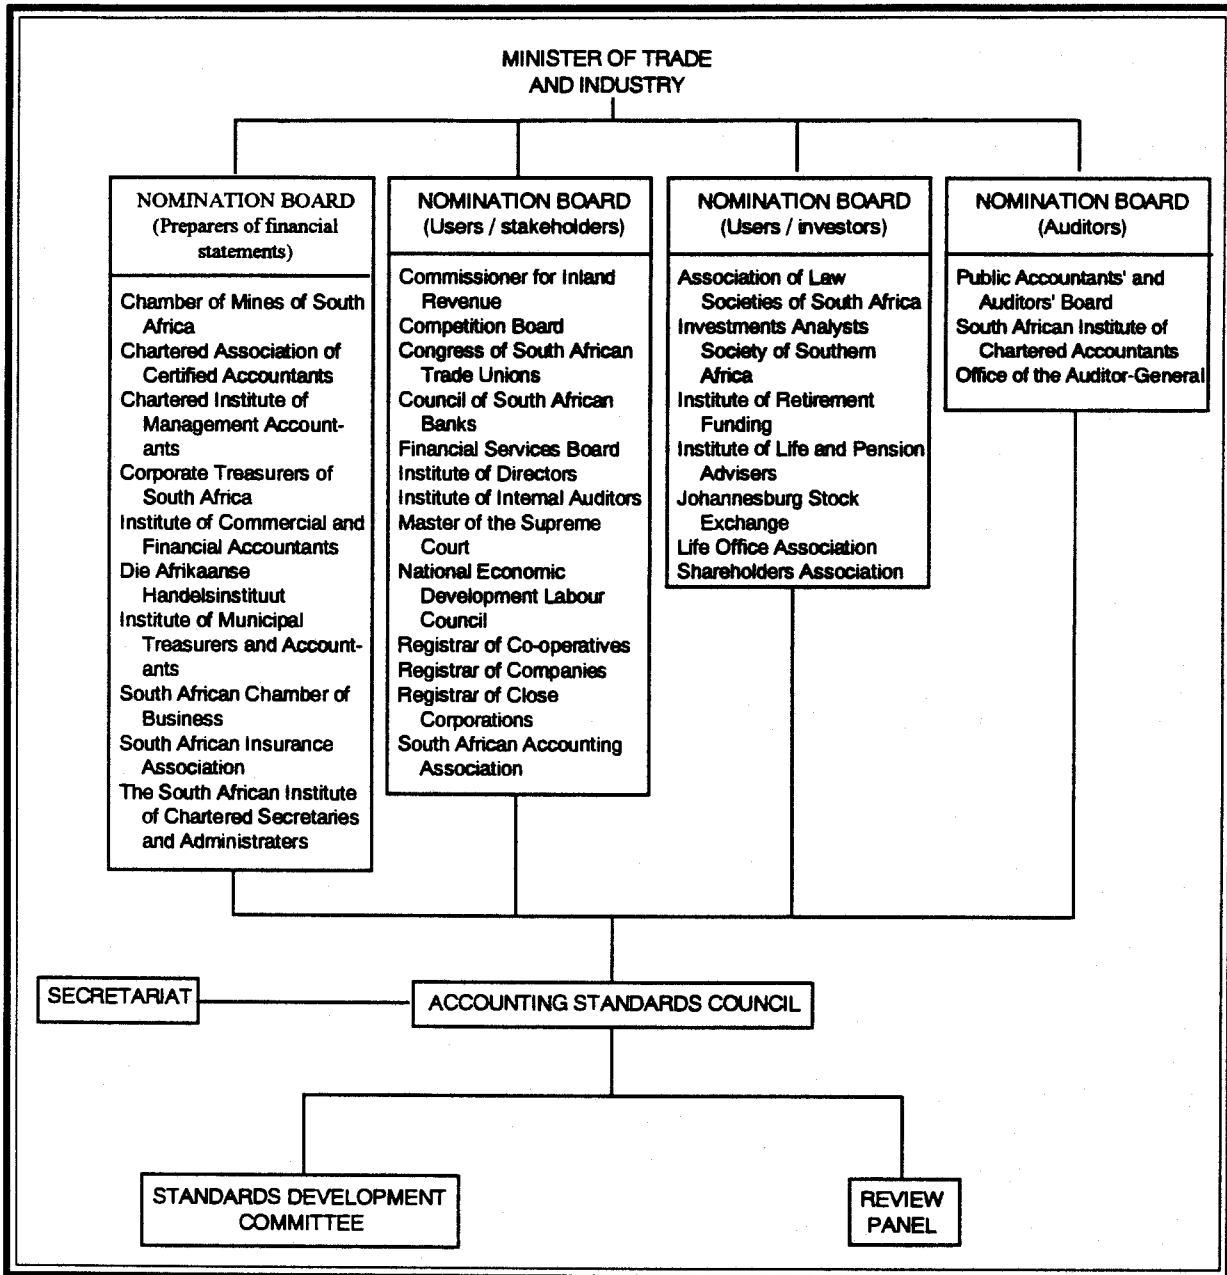 MINISTER OF TRADE
AND INDUSTRY
NOMINATION BOARD
(Preparers of financial
statements)
Chamber of Mines of South
Africa
Chartered Association of
Certified Accountants
Chartered Institute of
Management Account-
ants
Corporate Treasurers of
South Africa
Institute of Commercial and
Financial Accountants
Die Afrikaanse
Handelsinstituut
Institute of Municipal
Treasurers and Account-
ants
South African Chamber of
Business
South African Insurance
Association
The South African Institute
of Chartered Secretaries
and Administraters
NOMINATION BOARD
(Users / stakeholders)
Commissioner for Inland
Revenue
Competition Board
Congress of South African
Trade Unions
Council of South African
Banks
Financial Services Board
Institute of Directors
Institute of Internal Auditors
Master of the Supreme
Court
National Economic
Development Labour
Council
Registrar of Co-operatives
Registrar of Companies
Registrar of Close
Corporations
South African Accounting
Association
NOMINATION BOARD
(Users / investors)
Association of Law
Societies of South Africa
Investments Analysts
Society of Southern
Africa
Institute of Retirement
Funding
Institute of Life and Pension
Advisers
Johannesburg Stock
Exchange
Life Office Association
Shareholders Association
NOMINATION BOARD
(Auditors)
Public Accountants' and
Auditors' Board
South African Institute of
Chartered Accountants
Office of the Auditor-General
SECRETARIAT
ACCOUNTING STANDARDS COUNCIL
STANDARDS DEVELOPMENT
COMMITTEE
REVIEW
PANEL